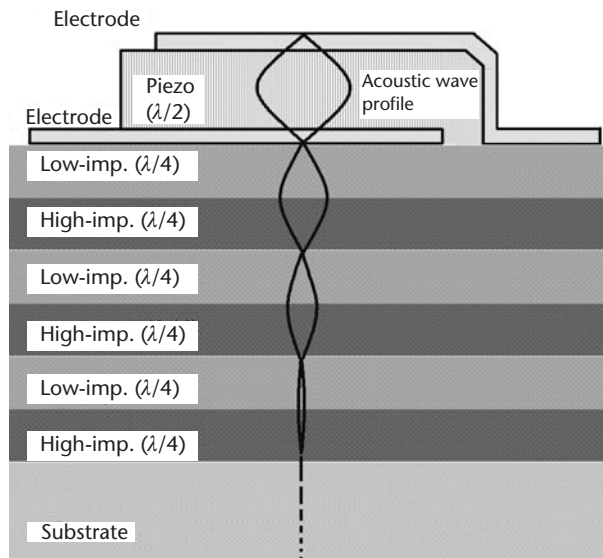 Electrode
Piezo
(λ/2)
Acoustic wave
profile
Electrode
Low-imp. (λ/4)
High-imp. (λ/4)
Low-imp. (λ/4)
High-imp. (λ/4)
Low-imp. (λ/4)
High-imp. (λ/4)
Substrate